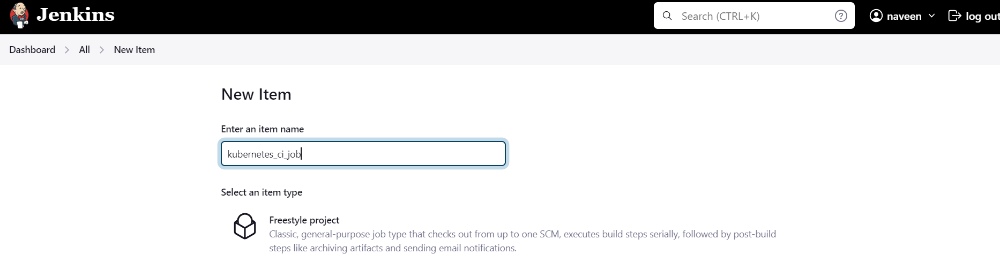 Jenkins
Search (CTRL+K)
?
naveen
log out
Dashboard > All > New Item
New Item
Enter an item name
kubernetes_ci_job
Select an item type
Freestyle project
Classic, general-purpose job type that checks out from up to one SCM, executes build steps serially, followed by post-build
steps like archiving artifacts and sending email notifications.